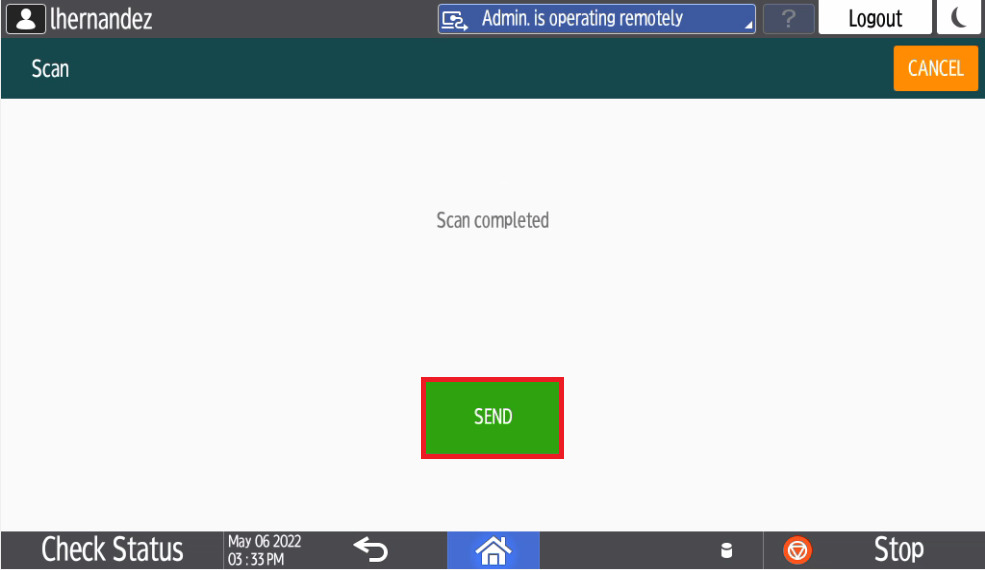 lhernandez
Admin. is operating remotely
?
Logout
Scan
CANCEL
Scan completed
SEND
Check Status
May 06 2022
03 : 33 PM
Stop